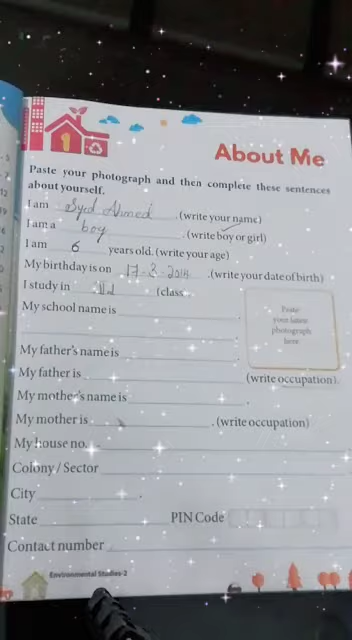 1
About Me
Paste your photograph and then complete these sentences
about yourself.
I am Syed Ahmed . (write your name)
I am a boy . (write boy or girl)
I am 6 years old. (write your age)
My birthday is on . (write your date of birth)
I study in (class
My school name is
.
My father's name is .
My father is (write occupation).
My mother's name is .
My mother is . (write occupation)
My house no.
Colony / Sector
City .
State PIN Code
Contact number
Paste
your latest
photograph
here
Environmental Studies-2